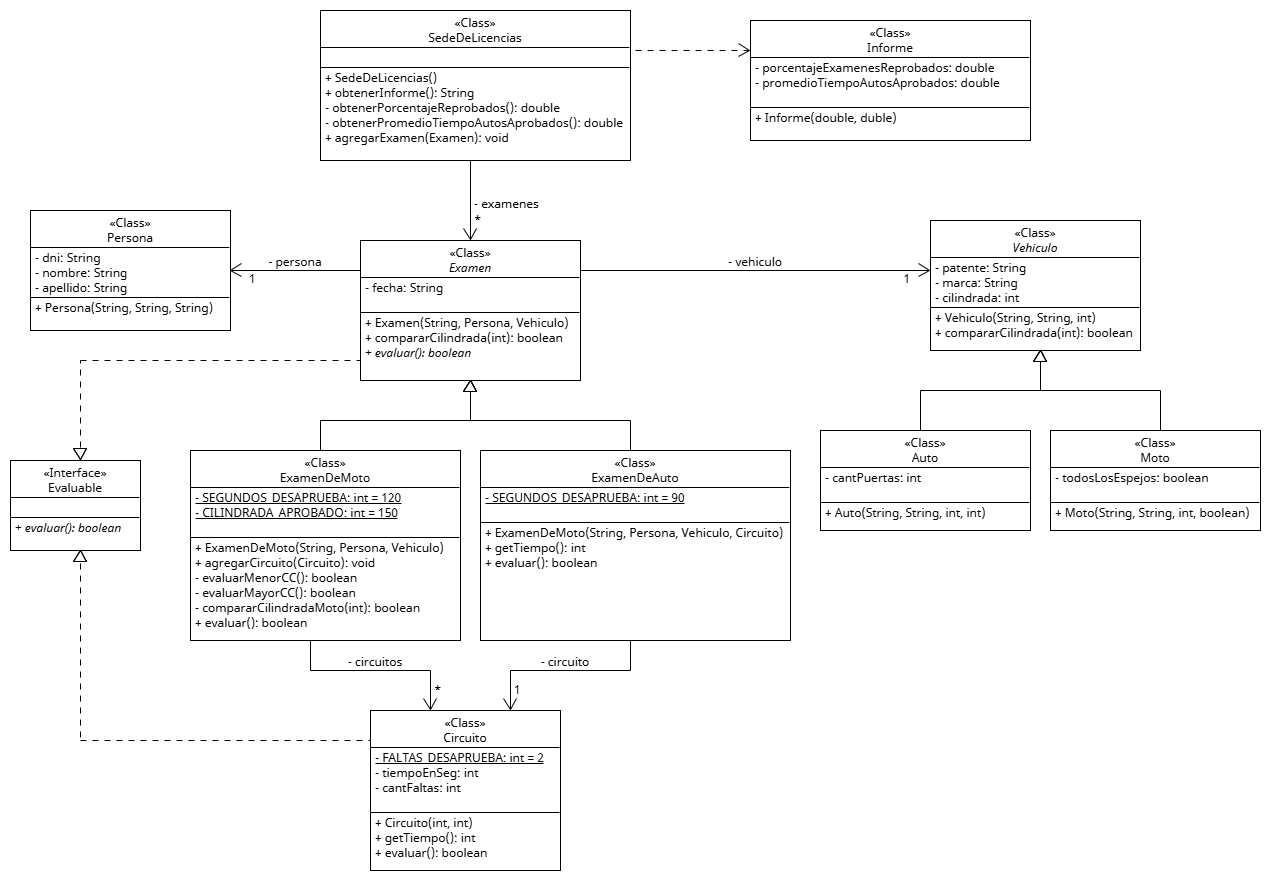 «Class»
SedeDeLicencias
+ SedeDeLicencias()
+ obtenerInforme(): String
- obtenerPorcentajeReprobados(): double
- obtenerPromedioTiempoAutosAprobados(): double
+ agregarExamen(Examen): void
«Class»
Informe
- porcentajeExamenesReprobados: double
- promedioTiempoAutosAprobados: double
+ Informe(double, duble)
- examenes
*
«Class»
Persona
- dni: String
- nombre: String
- apellido: String
+ Persona(String, String, String)
- persona
1
«Class»
Examen
- fecha: String
+ Examen(String, Persona, Vehiculo)
+ compararCilindrada(int): boolean
+ evaluar(): boolean
- vehiculo
1
«Class»
Vehiculo
- patente: String
- marca: String
- cilindrada: int
+ Vehiculo(String, String, int)
+ compararCilindrada(int): boolean
«Interface»
Evaluable
+ evaluar(): boolean
«Class»
ExamenDeMoto
- SEGUNDOS_DESAPRUEBA: int = 120
- CILINDRADA_APROBADO: int = 150
+ ExamenDeMoto(String, Persona, Vehiculo)
+ agregarCircuito(Circuito): void
- evaluarMenorCC(): boolean
- evaluarMayorCC(): boolean
- compararCilindradaMoto(int): boolean
+ evaluar(): boolean
«Class»
ExamenDeAuto
- SEGUNDOS_DESAPRUEBA: int = 90
+ ExamenDeMoto(String, Persona, Vehiculo, Circuito)
+ getTiempo(): int
+ evaluar(): boolean
«Class»
Auto
- cantPuertas: int
+ Auto(String, String, int, int)
«Class»
Moto
- todosLosEspejos: boolean
+ Moto(String, String, int, boolean)
- circuitos
*
- circuito
1
«Class»
Circuito
- FALTAS_DESAPRUEBA: int = 2
- tiempoEnSeg: int
- cantFaltas: int
+ Circuito(int, int)
+ getTiempo(): int
+ evaluar(): boolean